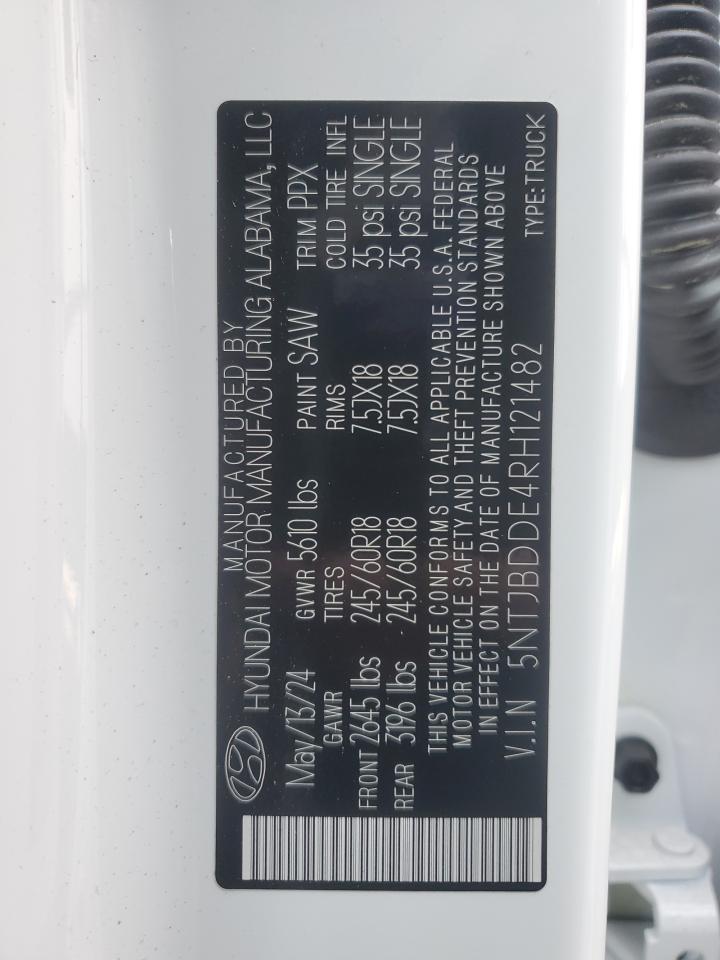 MANUFACTURED BY
HYUNDAI MOTOR MANUFACTURING ALABAMA, LLC
May/13/24 GVWR 5610 lbs PAINT SAW TRIM PPX
GAWR TIRES RIMS COLD TIRE INFL
FRONT 2645 lbs 245/60R18 7.5JX18 35 psi SINGLE
REAR 3196 lbs 245/60R18 7.5JX18 35 psi SINGLE
THIS VEHICLE CONFORMS TO ALL APPLICABLE U.S.A. FEDERAL
MOTOR VEHICLE SAFETY AND THEFT PREVENTION STANDARDS
IN EFFECT ON THE DATE OF MANUFACTURE SHOWN ABOVE
V.I.N 5NTJBDDE4RH121482 TYPE:TRUCK